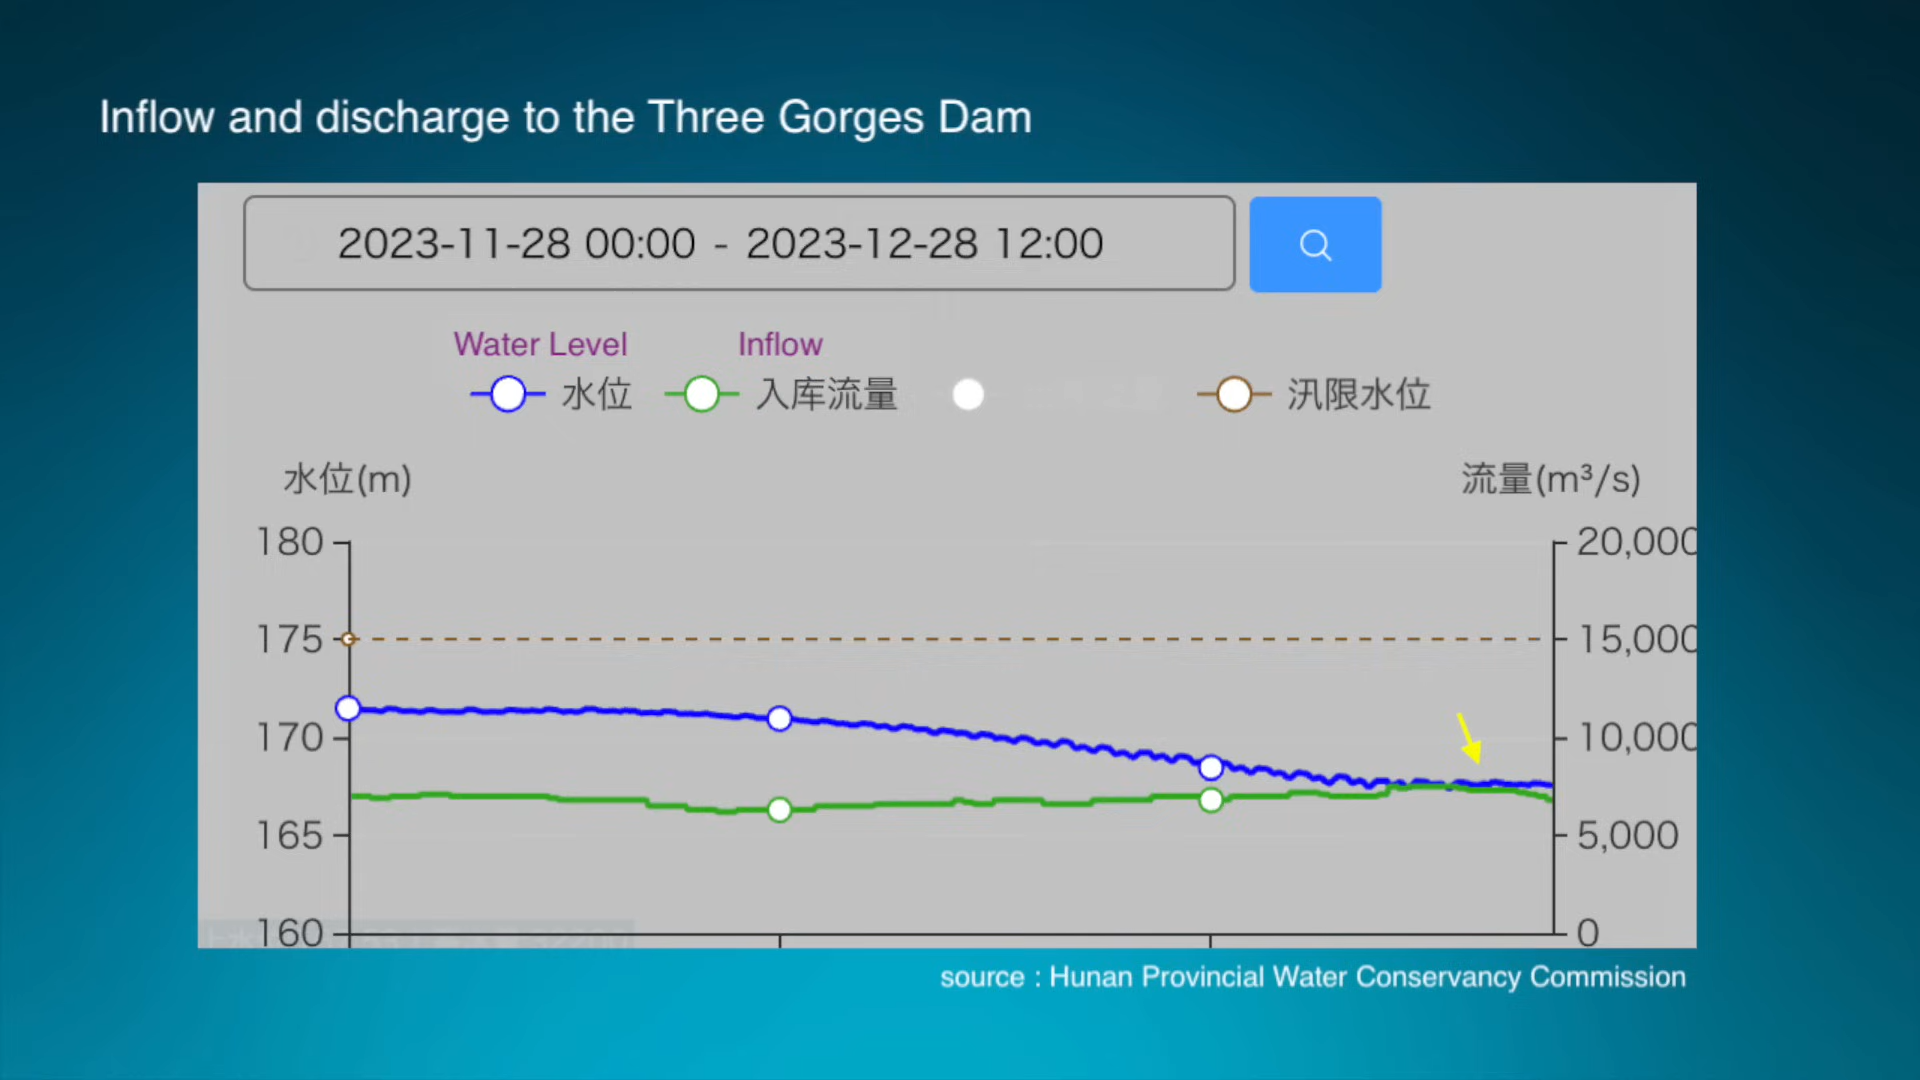 Inflow and discharge to the Three Gorges Dam
2023-11-28 00:00 - 2023-12-28 12:00
Water Level Inflow
水位 入库流量 汛限水位
水位(m) 流量(m³/s)
180 20,000
175 15,000
170 10,000
165 5,000
160 0
source : Hunan Provincial Water Conservancy Commission